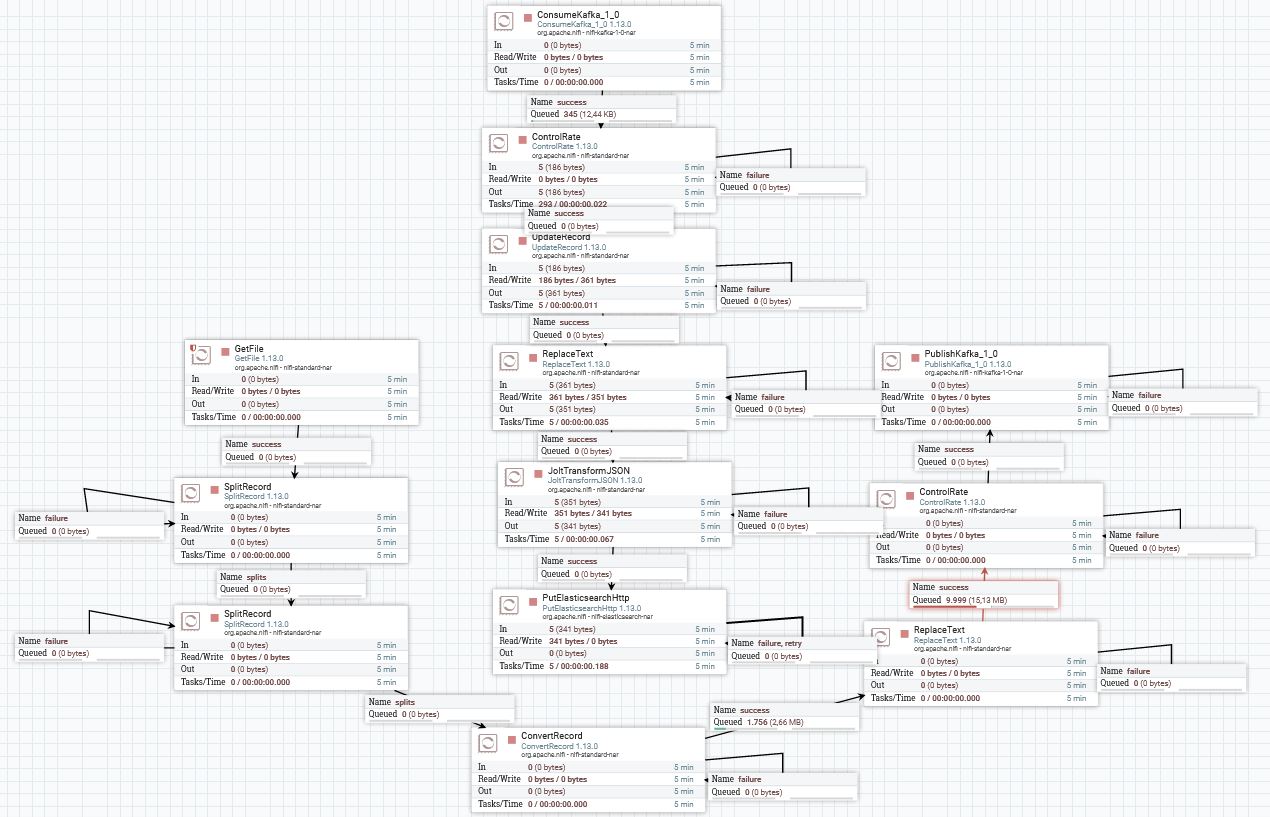 ConsumeKafka_1_0
ConsumeKafka_1_0 1.13.0
org.apache.nifi - nifi-kafka-1-0-nar
In 0 (0 bytes) 5 min
Read/Write 0 bytes / 0 bytes 5 min
Out 0 (0 bytes) 5 min
Tasks/Time 0 / 00:00:00.000 5 min
Name success
Queued 345 (12,44 KB)
ControlRate
ControlRate 1.13.0
org.apache.nifi - nifi-standard-nar
In 5 (186 bytes) 5 min
Read/Write 0 bytes / 0 bytes 5 min
Out 5 (186 bytes) 5 min
Tasks/Time 293 / 00:00:00.022 5 min
Name failure
Queued 0 (0 bytes)
Name success
Queued 0 (0 bytes)
UpdateRecord
UpdateRecord 1.13.0
org.apache.nifi - nifi-standard-nar
In 5 (186 bytes) 5 min
Read/Write 186 bytes / 361 bytes 5 min
Out 5 (361 bytes) 5 min
Tasks/Time 5 / 00:00:00.011 5 min
Name failure
Queued 0 (0 bytes)
Name success
Queued 0 (0 bytes)
ReplaceText
ReplaceText 1.13.0
org.apache.nifi - nifi-standard-nar
In 5 (361 bytes) 5 min
Read/Write 361 bytes / 351 bytes 5 min
Out 5 (351 bytes) 5 min
Tasks/Time 5 / 00:00:00.035 5 min
Name failure
Queued 0 (0 bytes)
Name success
Queued 0 (0 bytes)
JoltTransformJSON
JoltTransformJSON 1.13.0
org.apache.nifi - nifi-standard-nar
In 5 (351 bytes) 5 min
Read/Write 351 bytes / 341 bytes 5 min
Out 5 (341 bytes) 5 min
Tasks/Time 5 / 00:00:00.067 5 min
Name failure
Queued 0 (0 bytes)
Name success
Queued 0 (0 bytes)
PutElasticsearchHttp
PutElasticsearchHttp 1.13.0
org.apache.nifi - nifi-elasticsearch-nar
In 5 (341 bytes) 5 min
Read/Write 341 bytes / 0 bytes 5 min
Out 0 (0 bytes) 5 min
Tasks/Time 5 / 00:00:00.188 5 min
Name failure, retry
Queued 0 (0 bytes)
GetFile
GetFile 1.13.0
org.apache.nifi - nifi-standard-nar
In 0 (0 bytes) 5 min
Read/Write 0 bytes / 0 bytes 5 min
Out 0 (0 bytes) 5 min
Tasks/Time 0 / 00:00:00.000 5 min
Name success
Queued 0 (0 bytes)
SplitRecord
SplitRecord 1.13.0
org.apache.nifi - nifi-standard-nar
In 0 (0 bytes) 5 min
Read/Write 0 bytes / 0 bytes 5 min
Out 0 (0 bytes) 5 min
Tasks/Time 0 / 00:00:00.000 5 min
Name failure
Queued 0 (0 bytes)
Name splits
Queued 0 (0 bytes)
SplitRecord
SplitRecord 1.13.0
org.apache.nifi - nifi-standard-nar
In 0 (0 bytes) 5 min
Read/Write 0 bytes / 0 bytes 5 min
Out 0 (0 bytes) 5 min
Tasks/Time 0 / 00:00:00.000 5 min
Name failure
Queued 0 (0 bytes)
Name splits
Queued 0 (0 bytes)
ConvertRecord
ConvertRecord 1.13.0
org.apache.nifi - nifi-standard-nar
In 0 (0 bytes) 5 min
Read/Write 0 bytes / 0 bytes 5 min
Out 0 (0 bytes) 5 min
Tasks/Time 0 / 00:00:00.000 5 min
Name failure
Queued 0 (0 bytes)
Name success
Queued 1.756 (2,66 MB)
ReplaceText
ReplaceText 1.13.0
org.apache.nifi - nifi-standard-nar
0 (0 bytes) 5 min
Read/Write 0 bytes / 0 bytes 5 min
Out 0 (0 bytes) 5 min
Tasks/Time 0 / 00:00:00.000 5 min
Name failure
Queued 0 (0 bytes)
Name success
Queued 9.999 (15,13 MB)
ControlRate
ControlRate 1.13.0
org.apache.nifi - nifi-standard-nar
0 (0 bytes) 5 min
Read/Write 0 bytes / 0 bytes 5 min
Out 0 (0 bytes) 5 min
Tasks/Time 0 / 00:00:00.000 5 min
Name failure
Queued 0 (0 bytes)
Name success
Queued 0 (0 bytes)
PublishKafka_1_0
PublishKafka_1_0 1.13.0
org.apache.nifi - nifi-kafka-1-0-nar
In 0 (0 bytes) 5 min
Read/Write 0 bytes / 0 bytes 5 min
Out 0 (0 bytes) 5 min
Tasks/Time 0 / 00:00:00.000 5 min
Name failure
Queued 0 (0 bytes)